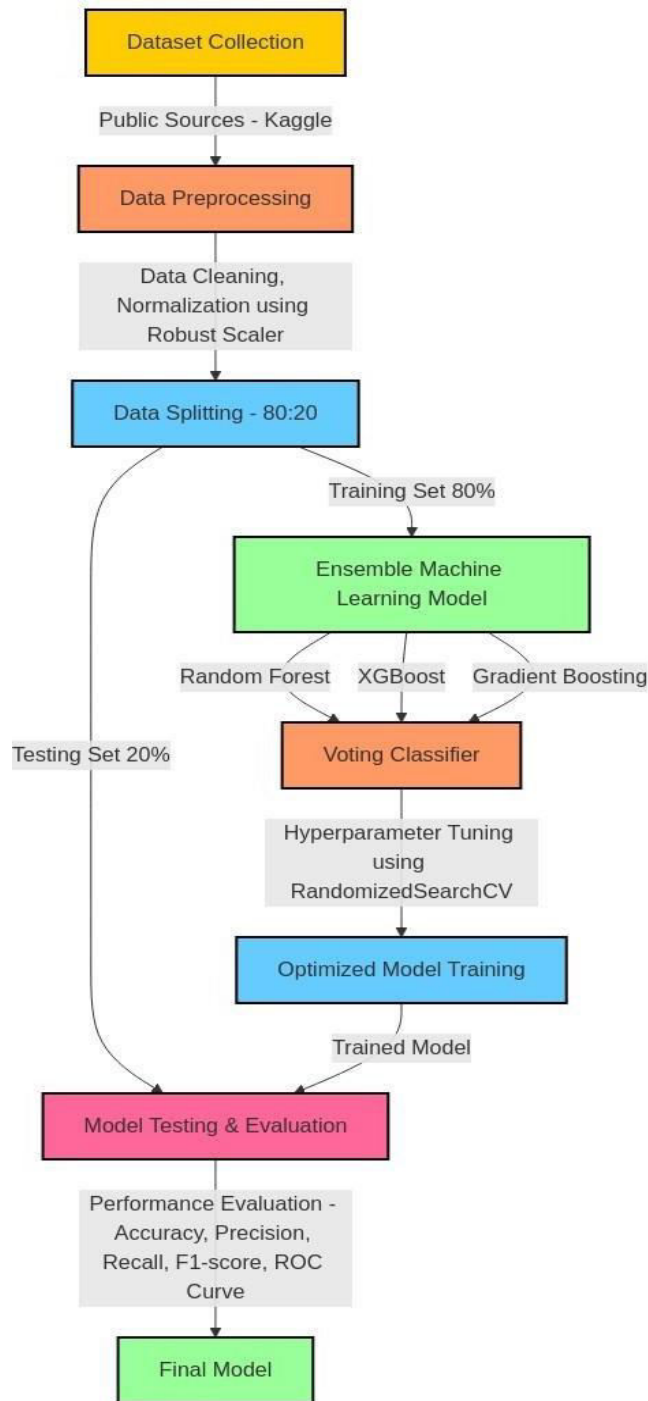 Dataset Collection
Public Sources - Kaggle
Data Preprocessing
Data Cleaning,
Normalization using
Robust Scaler
Data Splitting - 80:20
Training Set 80%
Ensemble Machine
Learning Model
Random Forest
XGBoost
Gradient Boosting
Testing Set 20%
Voting Classifier
Hyperparameter Tuning
using
RandomizedSearchCV
Optimized Model Training
Trained Model
Model Testing & Evaluation
Performance Evaluation -
Accuracy, Precision,
Recall, F1-score, ROC
Curve
Final Model